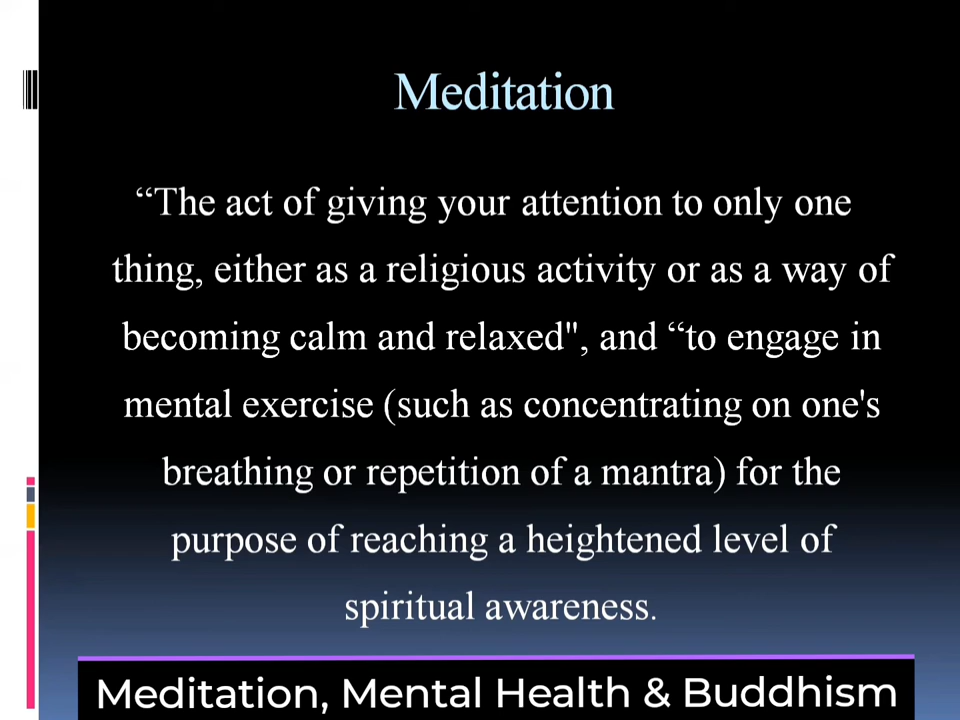 Meditation
“The act of giving your attention to only one
thing, either as a religious activity or as a way of
becoming calm and relaxed", and “to engage in
mental exercise (such as concentrating on one's
breathing or repetition of a mantra) for the
purpose of reaching a heightened level of
spiritual awareness.
Meditation, Mental Health & Buddhism